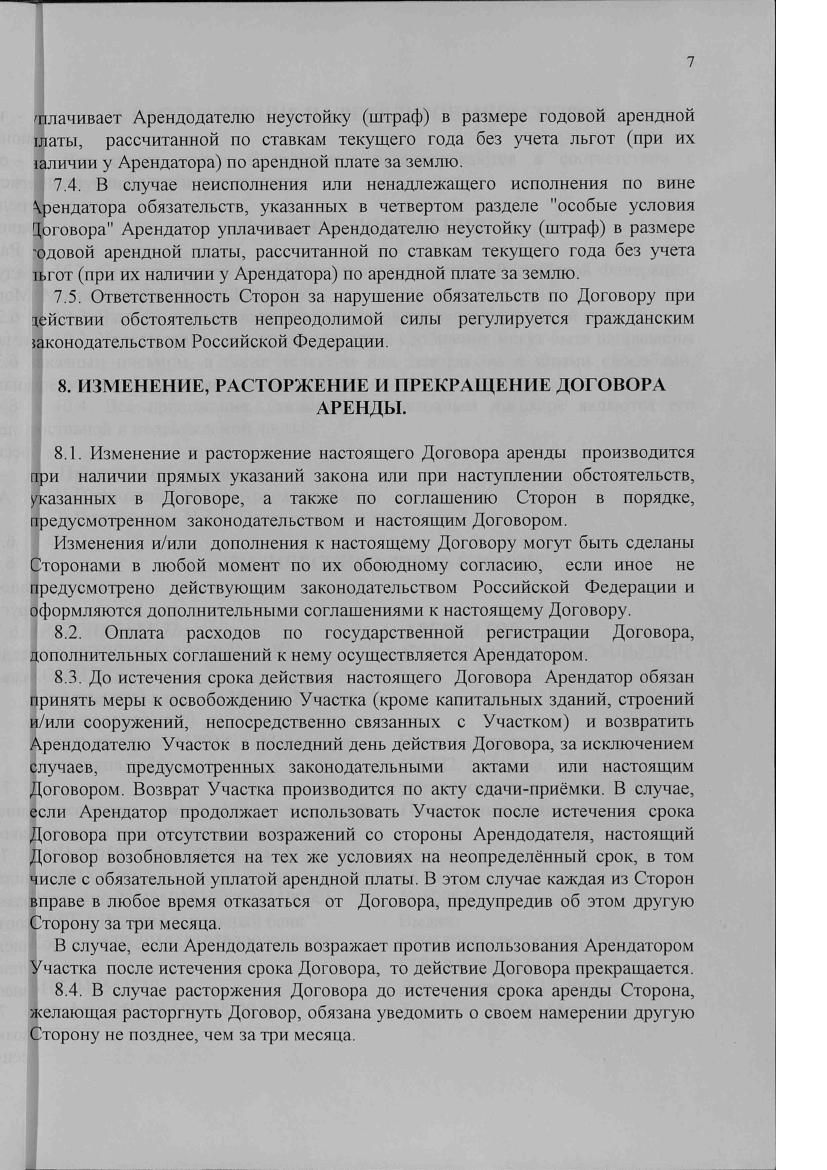 7
уплачивает Арендодателю неустойку (штраф) в размере годовой арендной
платы, рассчитанной по ставкам текущего года без учета льгот (при их
наличии у Арендатора) по арендной плате за землю.
7.4. В случае неисполнения или ненадлежащего исполнения по вине
Арендатора обязательств, указанных в четвертом разделе "особые условия
Договора" Арендатор уплачивает Арендодателю неустойку (штраф) в размере
годовой арендной платы, рассчитанной по ставкам текущего года без учета
льгот (при их наличии у Арендатора) по арендной плате за землю.
7.5. Ответственность Сторон за нарушение обязательств по Договору при
действии обстоятельств непреодолимой силы регулируется гражданским
законодательством Российской Федерации.
8. ИЗМЕНЕНИЕ, РАСТОРЖЕНИЕ И ПРЕКРАЩЕНИЕ ДОГОВОРА
АРЕНДЫ.
8.1. Изменение и расторжение настоящего Договора аренды производится
при наличии прямых указаний закона или при наступлении обстоятельств,
указанных в Договоре, а также по соглашению Сторон в порядке,
предусмотренном законодательством и настоящим Договором.
Изменения и/или дополнения к настоящему Договору могут быть сделаны
Сторонами в любой момент по их обоюдному согласию, если иное не
предусмотрено действующим законодательством Российской Федерации и
оформляются дополнительными соглашениями к настоящему Договору.
8.2. Оплата расходов по государственной регистрации Договора,
дополнительных соглашений к нему осуществляется Арендатором.
8.3. До истечения срока действия настоящего Договора Арендатор обязан
принять меры к освобождению Участка (кроме капитальных зданий, строений
и/или сооружений, непосредственно связанных с Участком) и возвратить
Арендодателю Участок в последний день действия Договора, за исключением
случаев, предусмотренных законодательными актами или настоящим
Договором. Возврат Участка производится по акту сдачи-приёмки. В случае,
если Арендатор продолжает использовать Участок после истечения срока
Договора при отсутствии возражений со стороны Арендодателя, настоящий
Договор возобновляется на тех же условиях на неопределённый срок, в том
числе с обязательной уплатой арендной платы. В этом случае каждая из Сторон
вправе в любое время отказаться от Договора, предупредив об этом другую
Сторону за три месяца.
В случае, если Арендодатель возражает против использования Арендатором
Участка после истечения срока Договора, то действие Договора прекращается.
8.4. В случае расторжения Договора до истечения срока аренды Сторона,
желающая расторгнуть Договор, обязана уведомить о своем намерении другую
Сторону не позднее, чем за три месяца.